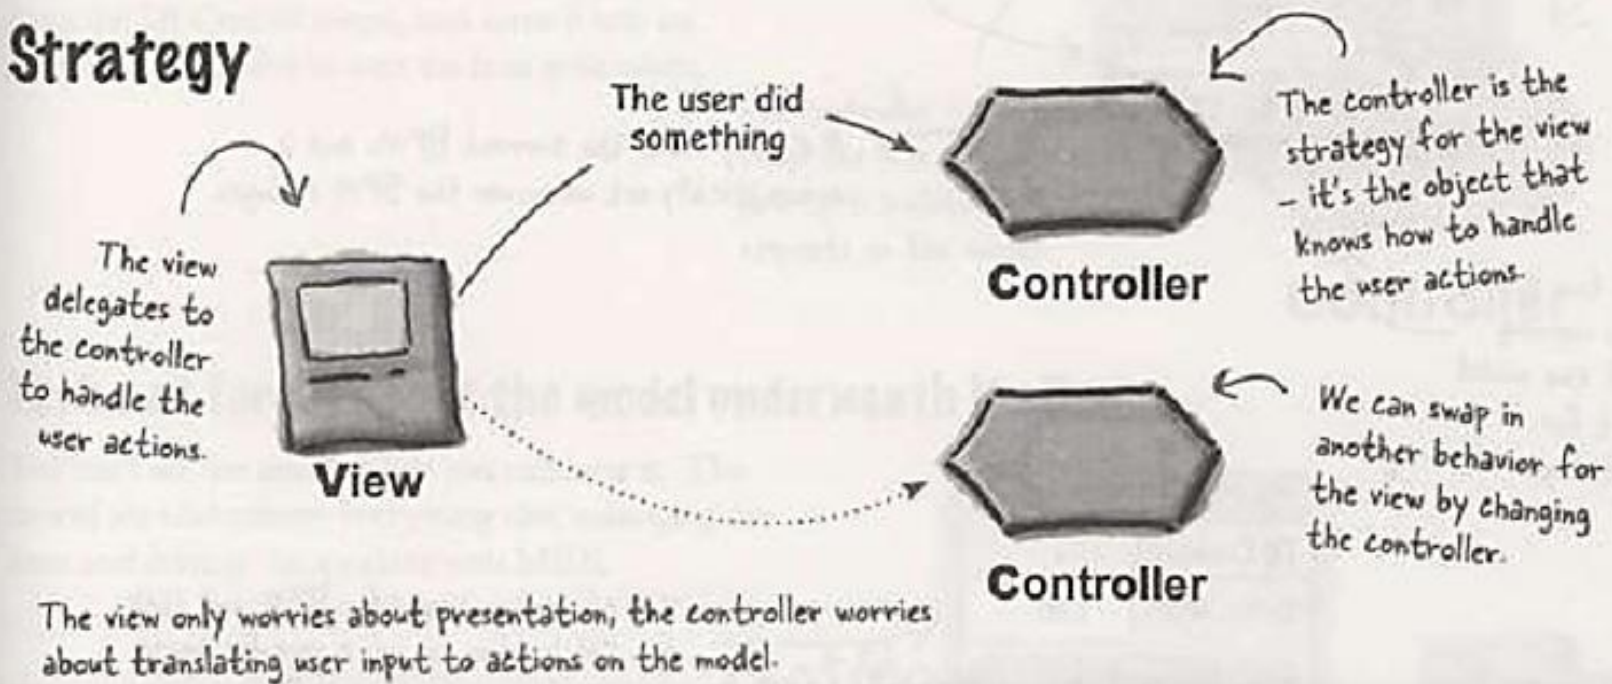 Strategy
The user did
something
The controller is the
strategy for the view
– it's the object that
knows how to handle
the user actions.
The view
delegates to
the controller
to handle the
user actions.
View
Controller
We can swap in
another behavior for
the view by changing
the controller.
Controller
The view only worries about presentation, the controller worries
about translating user input to actions on the model.